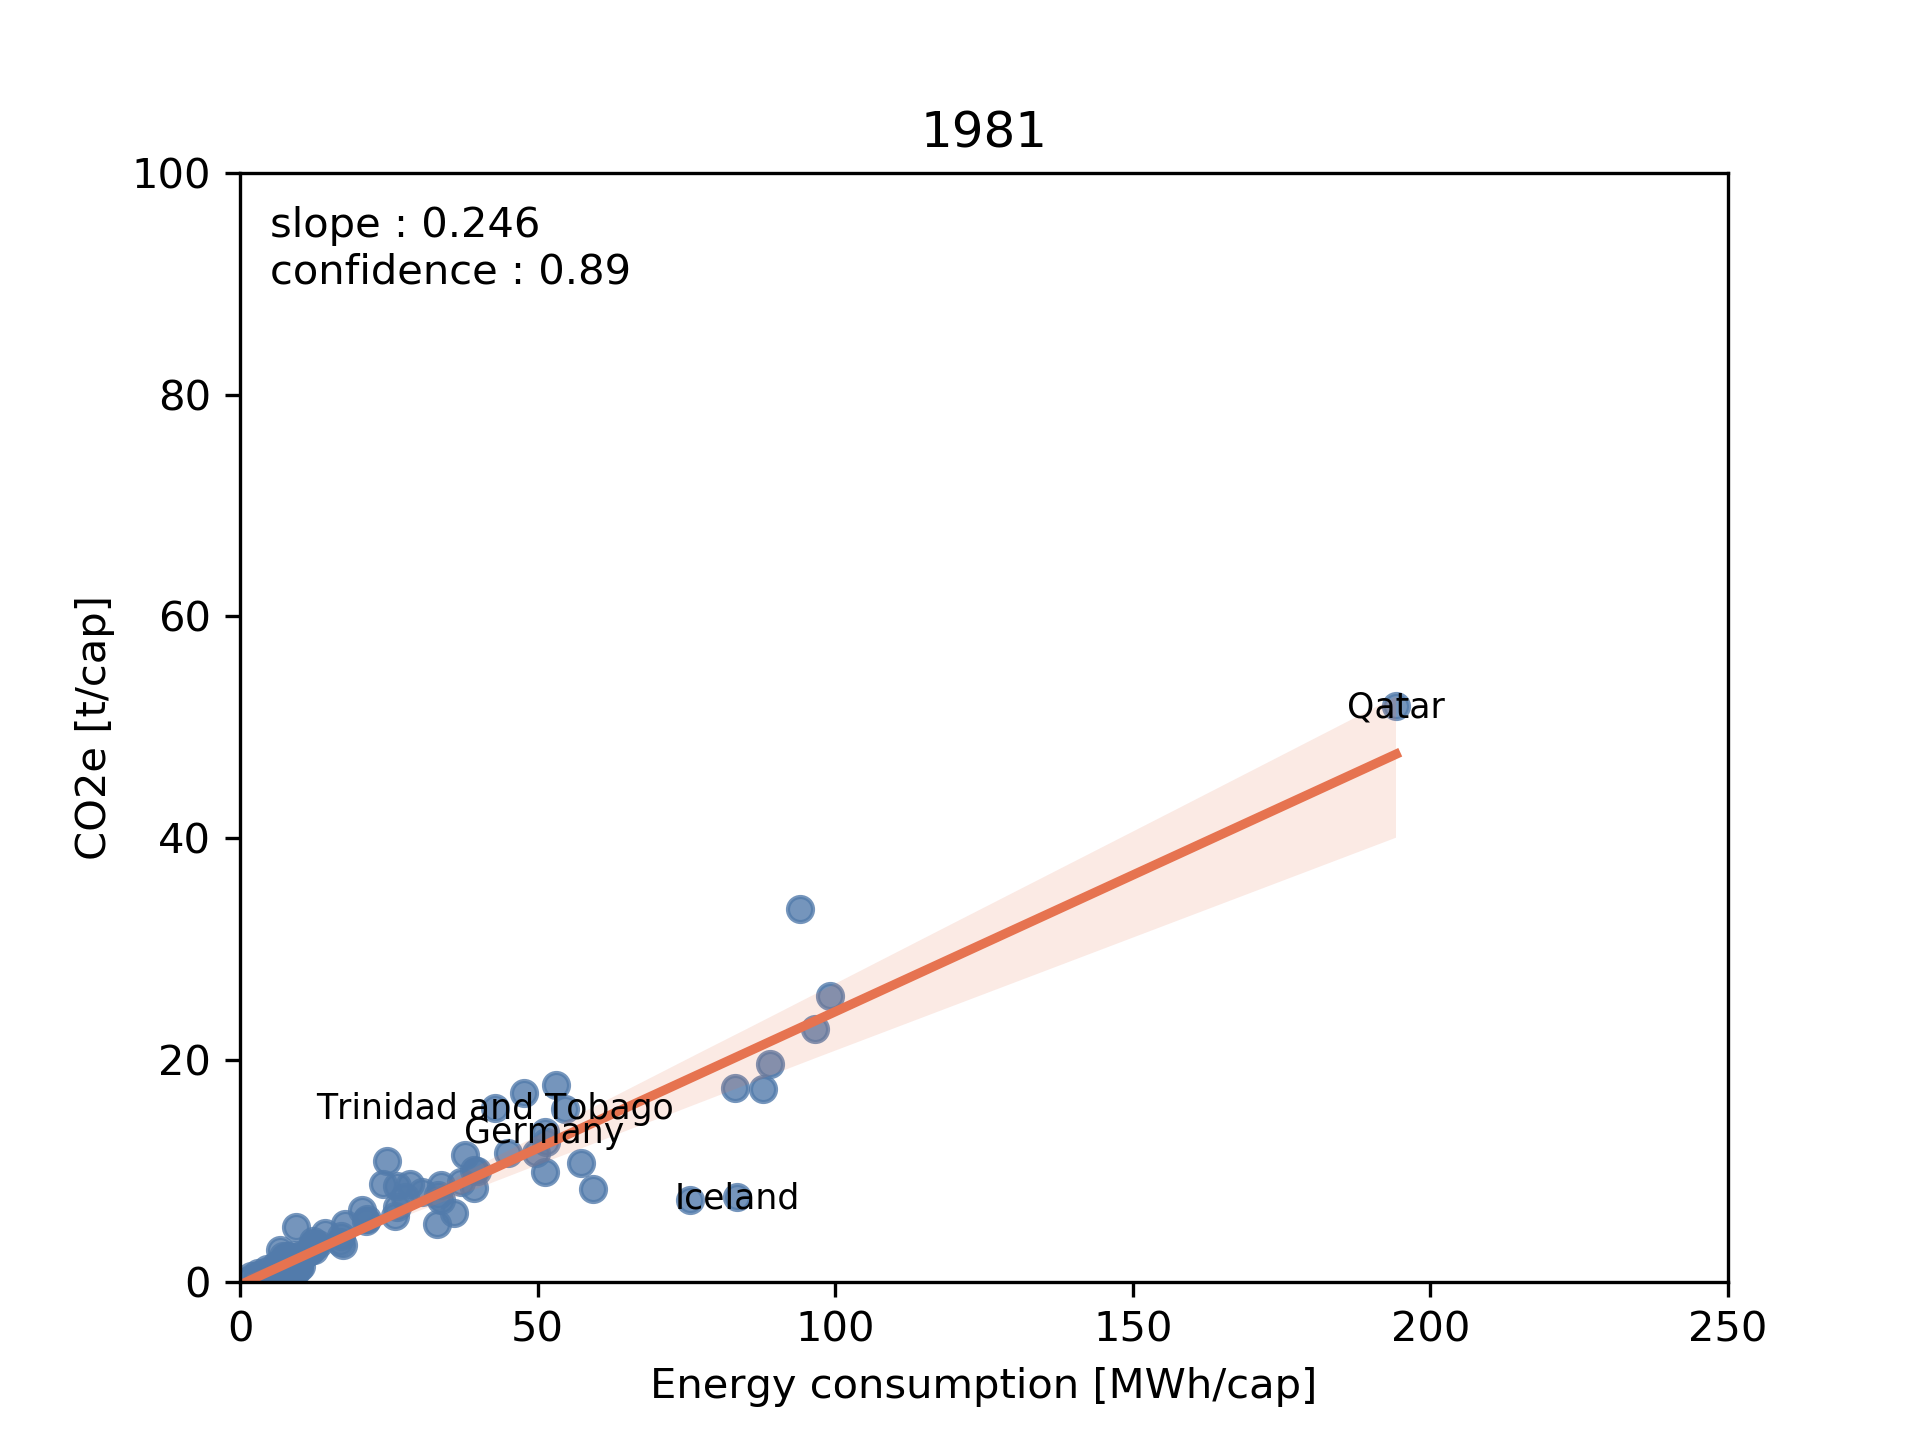 1981
100
80
60
40
20
0
CO2e [t/cap]
slope : 0.246
confidence : 0.89
Qatar
Trinidad and Tobago
Germany
Iceland
0 50 100 150 200 250
Energy consumption [MWh/cap]